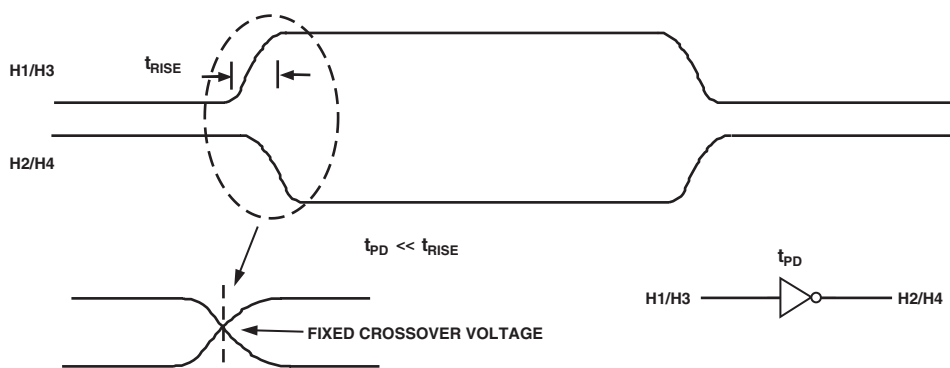 H1/H3
tRISE
H2/H4
tPD << tRISE
tPD
H1/H3
H2/H4
FIXED CROSSOVER VOLTAGE